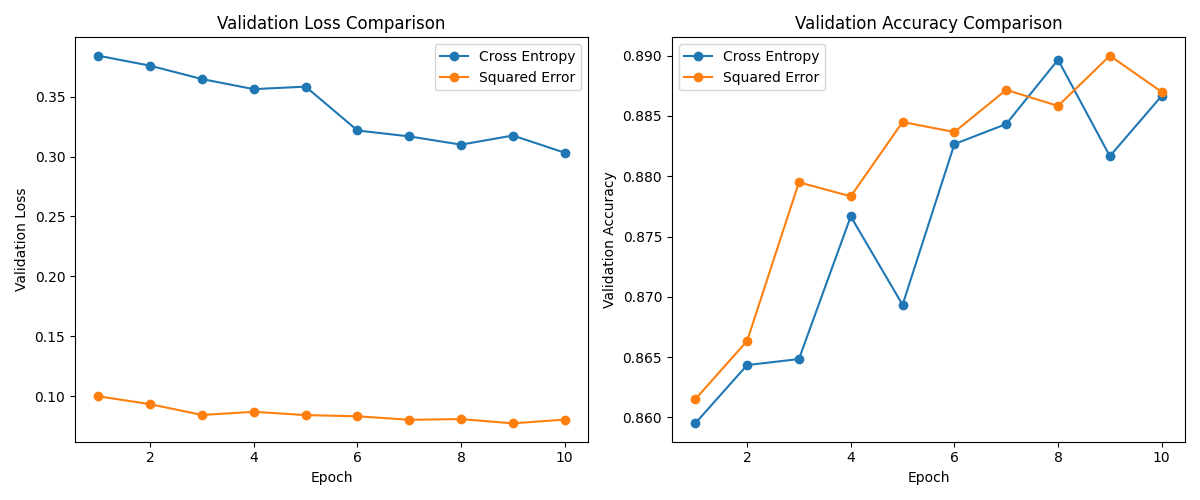 Validation Loss Comparison
Cross Entropy
Squared Error
0.35
0.30
0.25
0.20
0.15
0.10
Validation Loss
2 4 6 8 10
Epoch
Validation Accuracy Comparison
Cross Entropy
Squared Error
0.890
0.885
0.880
0.875
0.870
0.865
0.860
Validation Accuracy
2 4 6 8 10
Epoch